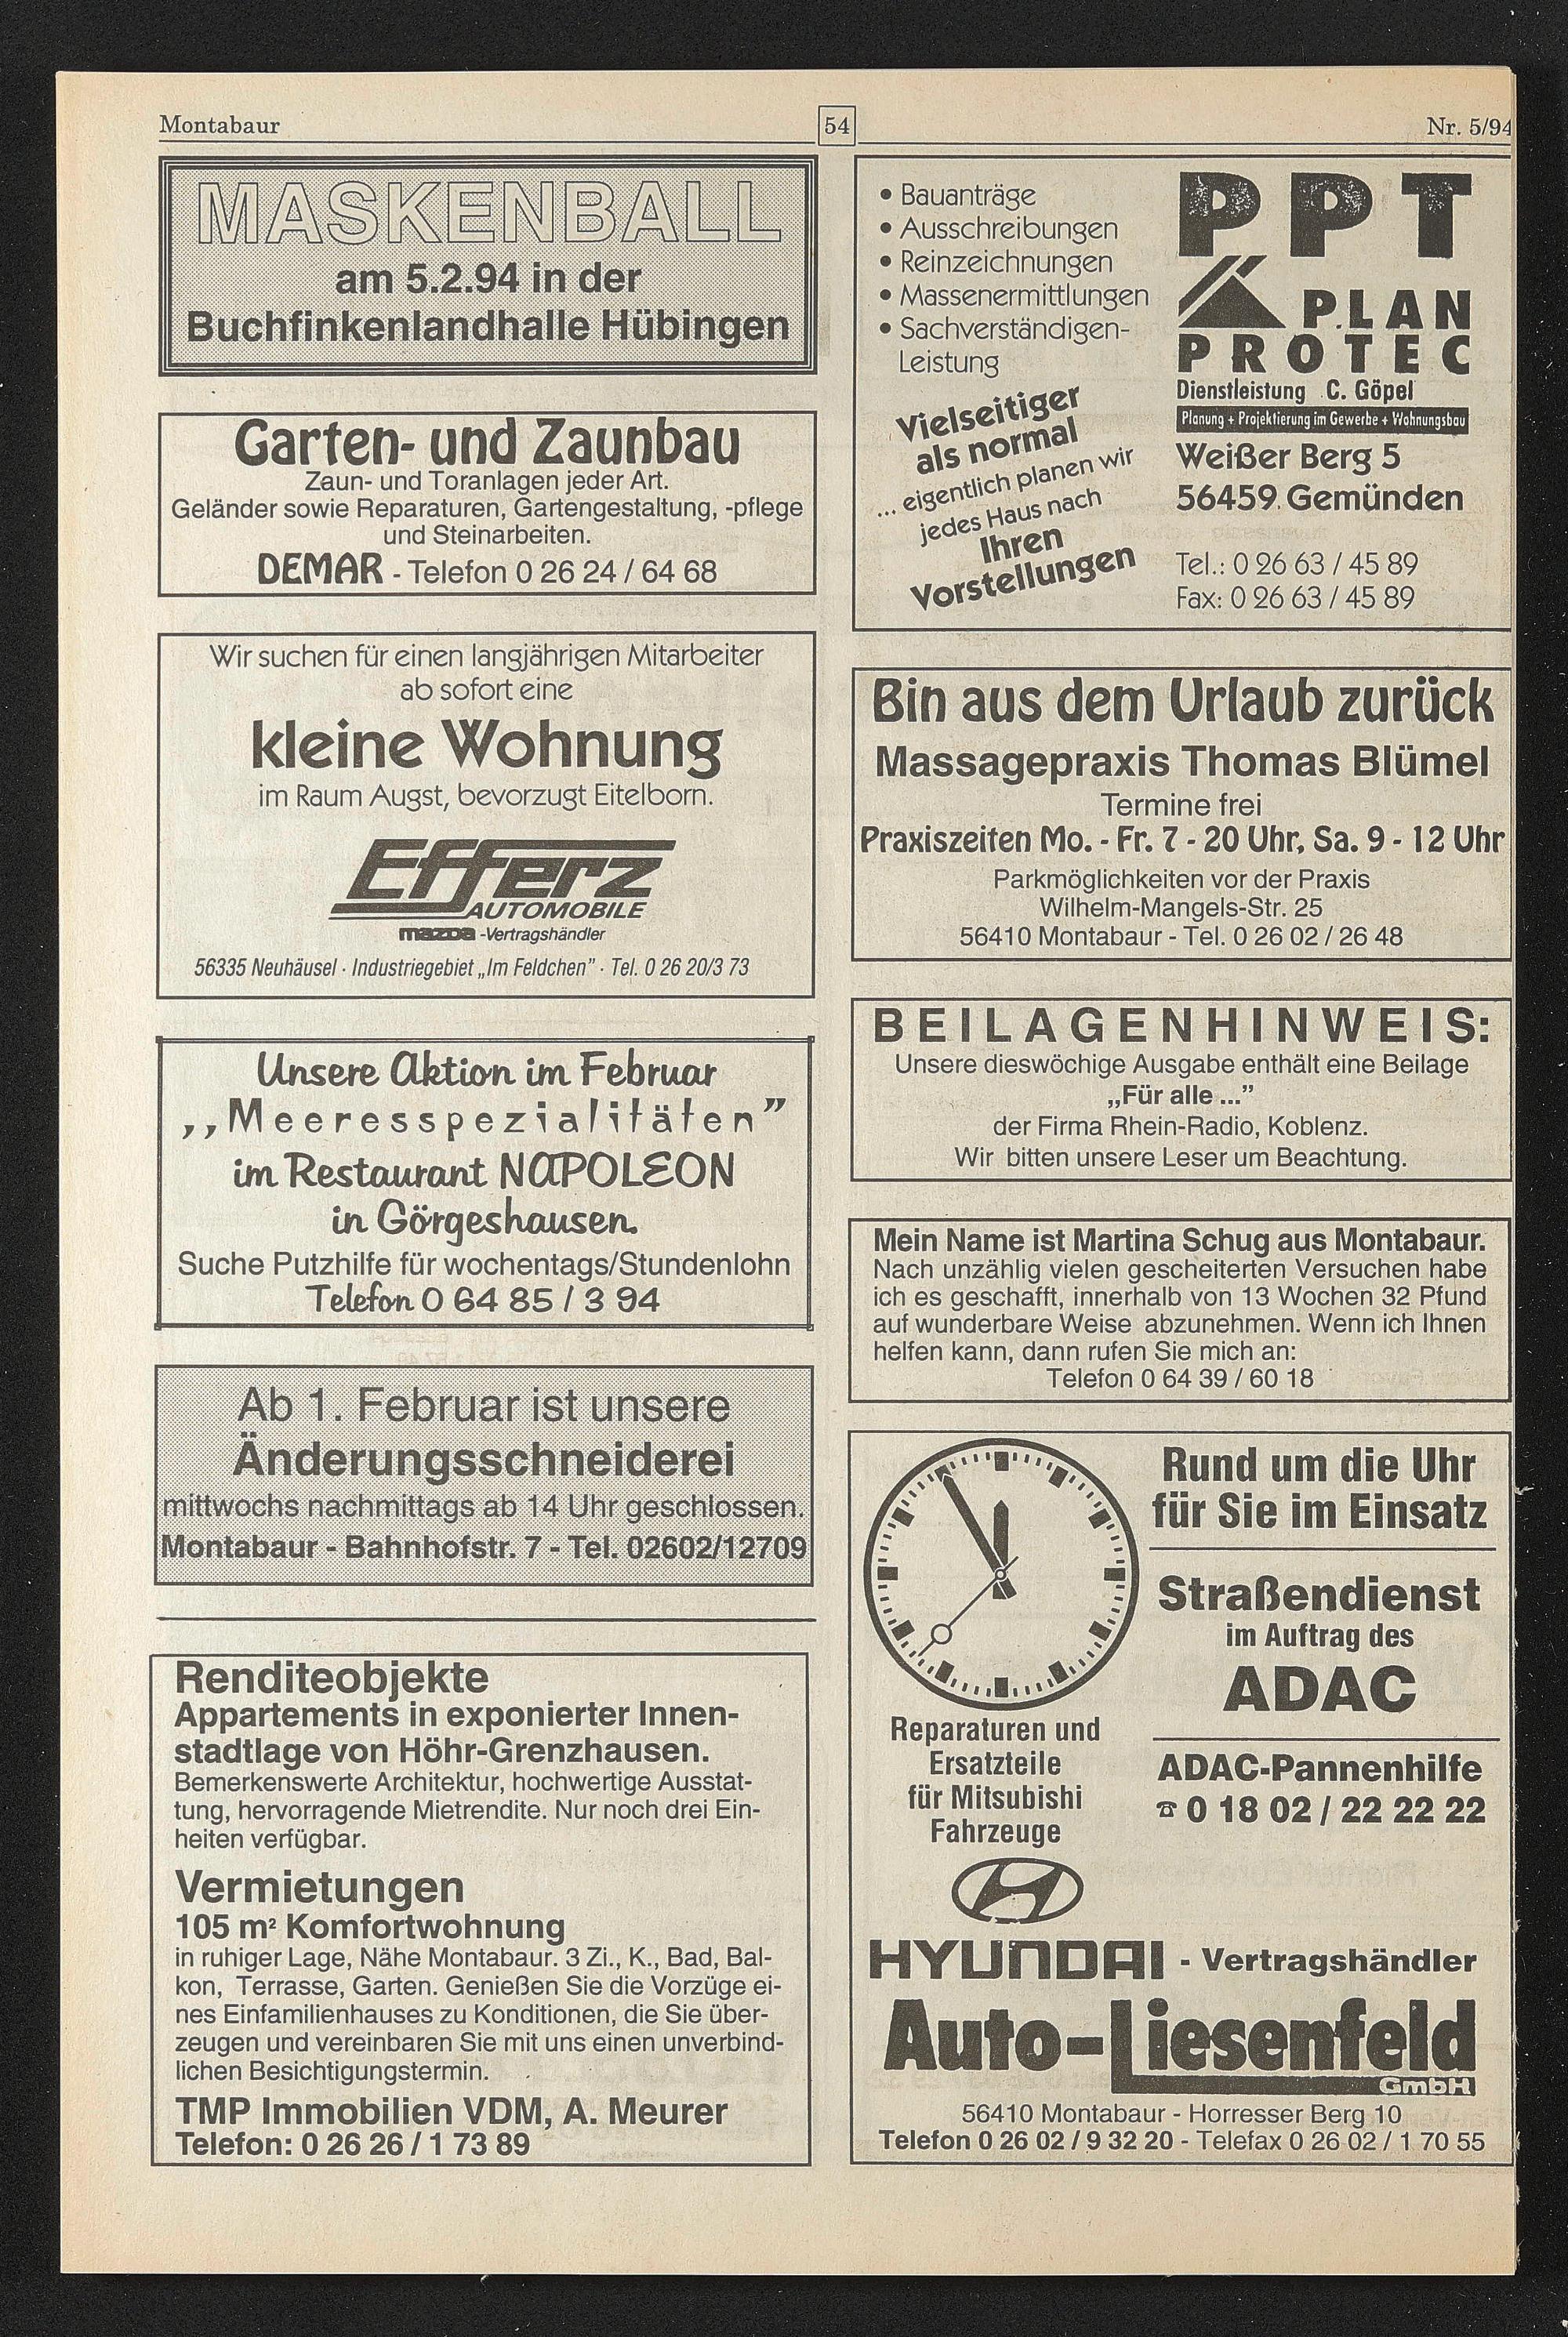 Montabaur
54
Nr. 5/94
MASKENBALL
am 5.2.94 in der
Buchfinkenlandhalle Hübingen
Garten- und Zaunbau
Zaun- und Toranlagen jeder Art.
Geländer sowie Reparaturen, Gartengestaltung, -pflege
und Steinarbeiten.
DEMAR - Telefon 0 26 24 / 64 68
Wir suchen für einen langjährigen Mitarbeiter
ab sofort eine
kleine Wohnung
im Raum Augst, bevorzugt Eitelborn.
Efferz
AUTOMOBILE
mazda -Vertragshändler
56335 Neuhäusel · Industriegebiet „Im Feldchen” · Tel. 0 26 20/3 73
Unsere Aktion im Februar
,,Meeresspezialitäten”
im Restaurant NAPOLEON
in Görgeshausen.
Suche Putzhilfe für wochentags/Stundenlohn
Telefon 0 64 85 / 3 94
Ab 1. Februar ist unsere
Änderungsschneiderei
mittwochs nachmittags ab 14 Uhr geschlossen.
Montabaur - Bahnhofstr. 7 - Tel. 02602/12709
Renditeobjekte
Appartements in exponierter Innen-
stadtlage von Höhr-Grenzhausen.
Bemerkenswerte Architektur, hochwertige Ausstat-
tung, hervorragende Mietrendite. Nur noch drei Ein-
heiten verfügbar.
Vermietungen
105 m² Komfortwohnung
in ruhiger Lage, Nähe Montabaur. 3 Zi., K., Bad, Bal-
kon, Terrasse, Garten. Genießen Sie die Vorzüge ei-
nes Einfamilienhauses zu Konditionen, die Sie über-
zeugen und vereinbaren Sie mit uns einen unverbind-
lichen Besichtigungstermin.
TMP Immobilien VDM, A. Meurer
Telefon: 0 26 26 / 1 73 89
• Bauanträge
• Ausschreibungen
• Reinzeichnungen
• Massenermittlungen
• Sachverständigen-
Leistung
Vielseitiger
als normal
... eigentlich planen wir
jedes Haus nach
Ihren
Vorstellungen
PPT
PLAN
PROTEC
Dienstleistung C. Göpel
Planung + Projektierung im Gewerbe + Wohnungsbau
Weißer Berg 5
56459 Gemünden
Tel.: 0 26 63 / 45 89
Fax: 0 26 63 / 45 89
Bin aus dem Urlaub zurück
Massagepraxis Thomas Blümel
Termine frei
Praxiszeiten Mo. - Fr. 7 - 20 Uhr, Sa. 9 - 12 Uhr
Parkmöglichkeiten vor der Praxis
Wilhelm-Mangels-Str. 25
56410 Montabaur - Tel. 0 26 02 / 26 48
BEILAGENHINWEIS:
Unsere dieswöchige Ausgabe enthält eine Beilage
„Für alle ...”
der Firma Rhein-Radio, Koblenz.
Wir bitten unsere Leser um Beachtung.
Mein Name ist Martina Schug aus Montabaur.
Nach unzählig vielen gescheiterten Versuchen habe
ich es geschafft, innerhalb von 13 Wochen 32 Pfund
auf wunderbare Weise abzunehmen. Wenn ich Ihnen
helfen kann, dann rufen Sie mich an:
Telefon 0 64 39 / 60 18
Rund um die Uhr
für Sie im Einsatz
Straßendienst
im Auftrag des
ADAC
ADAC-Pannenhilfe
☎ 0 18 02 / 22 22 22
Reparaturen und
Ersatzteile
für Mitsubishi
Fahrzeuge
HYUNDAI - Vertragshändler
Auto-Liesenfeld
GmbH
56410 Montabaur - Horresser Berg 10
Telefon 0 26 02 / 9 32 20 - Telefax 0 26 02 / 1 70 55